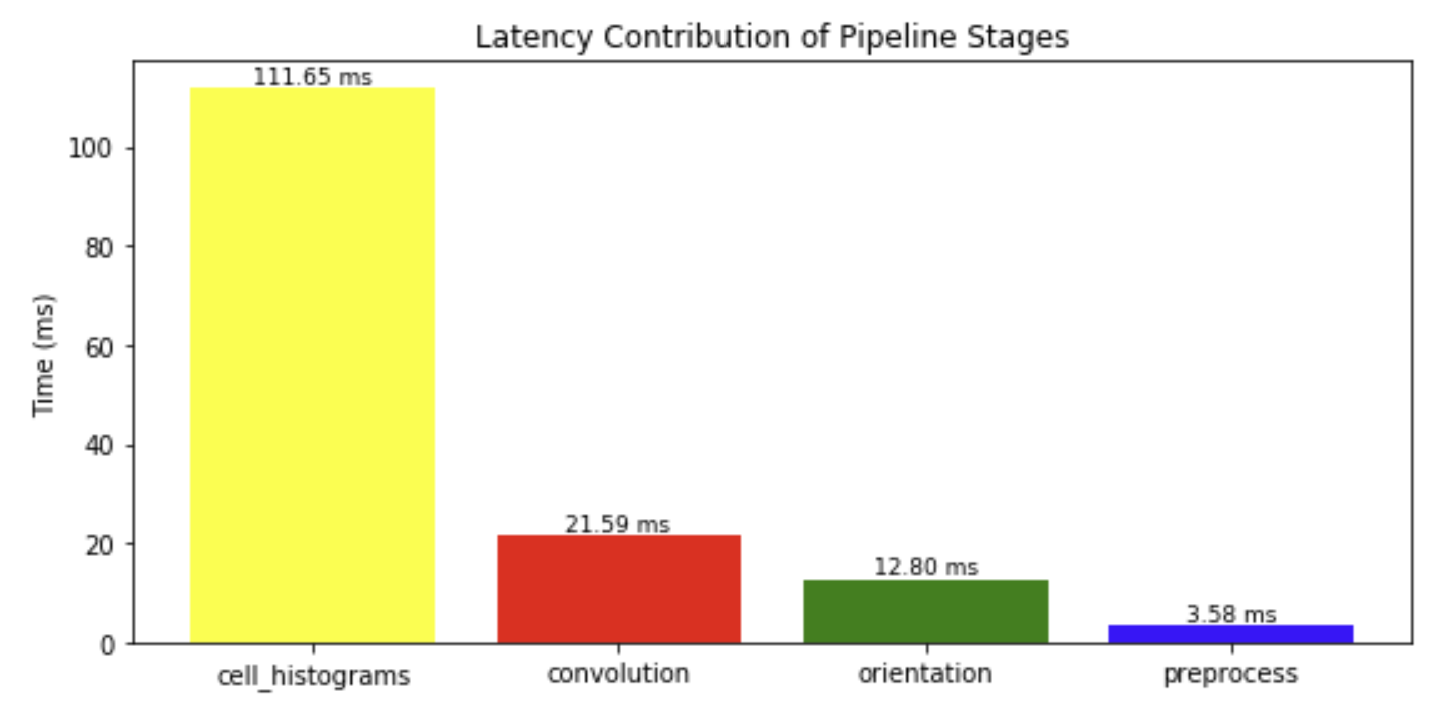 Latency Contribution of Pipeline Stages
111.65 ms
100
80
60
40
20
0
Time (ms)
21.59 ms
12.80 ms
3.58 ms
cell_histograms
convolution
orientation
preprocess